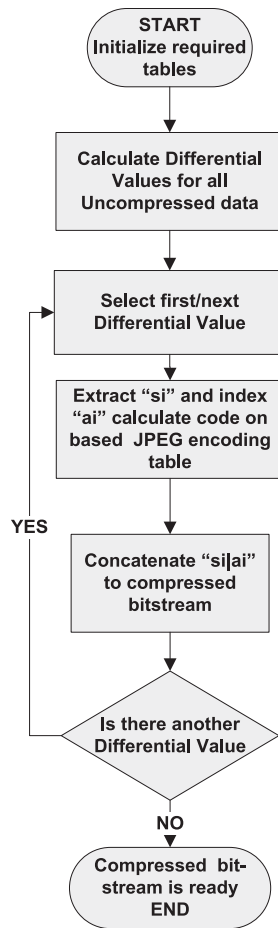 START
Initialize required
tables
Calculate Differential
Values for all
Uncompressed data
Select first/next
Differential Value
Extract “si” and index
“ai” calculate code on
based JPEG encoding
table
YES
Concatenate “si|ai”
to compressed
bitstream
Is there another
Differential Value
NO
Compressed bit-
stream is ready
END